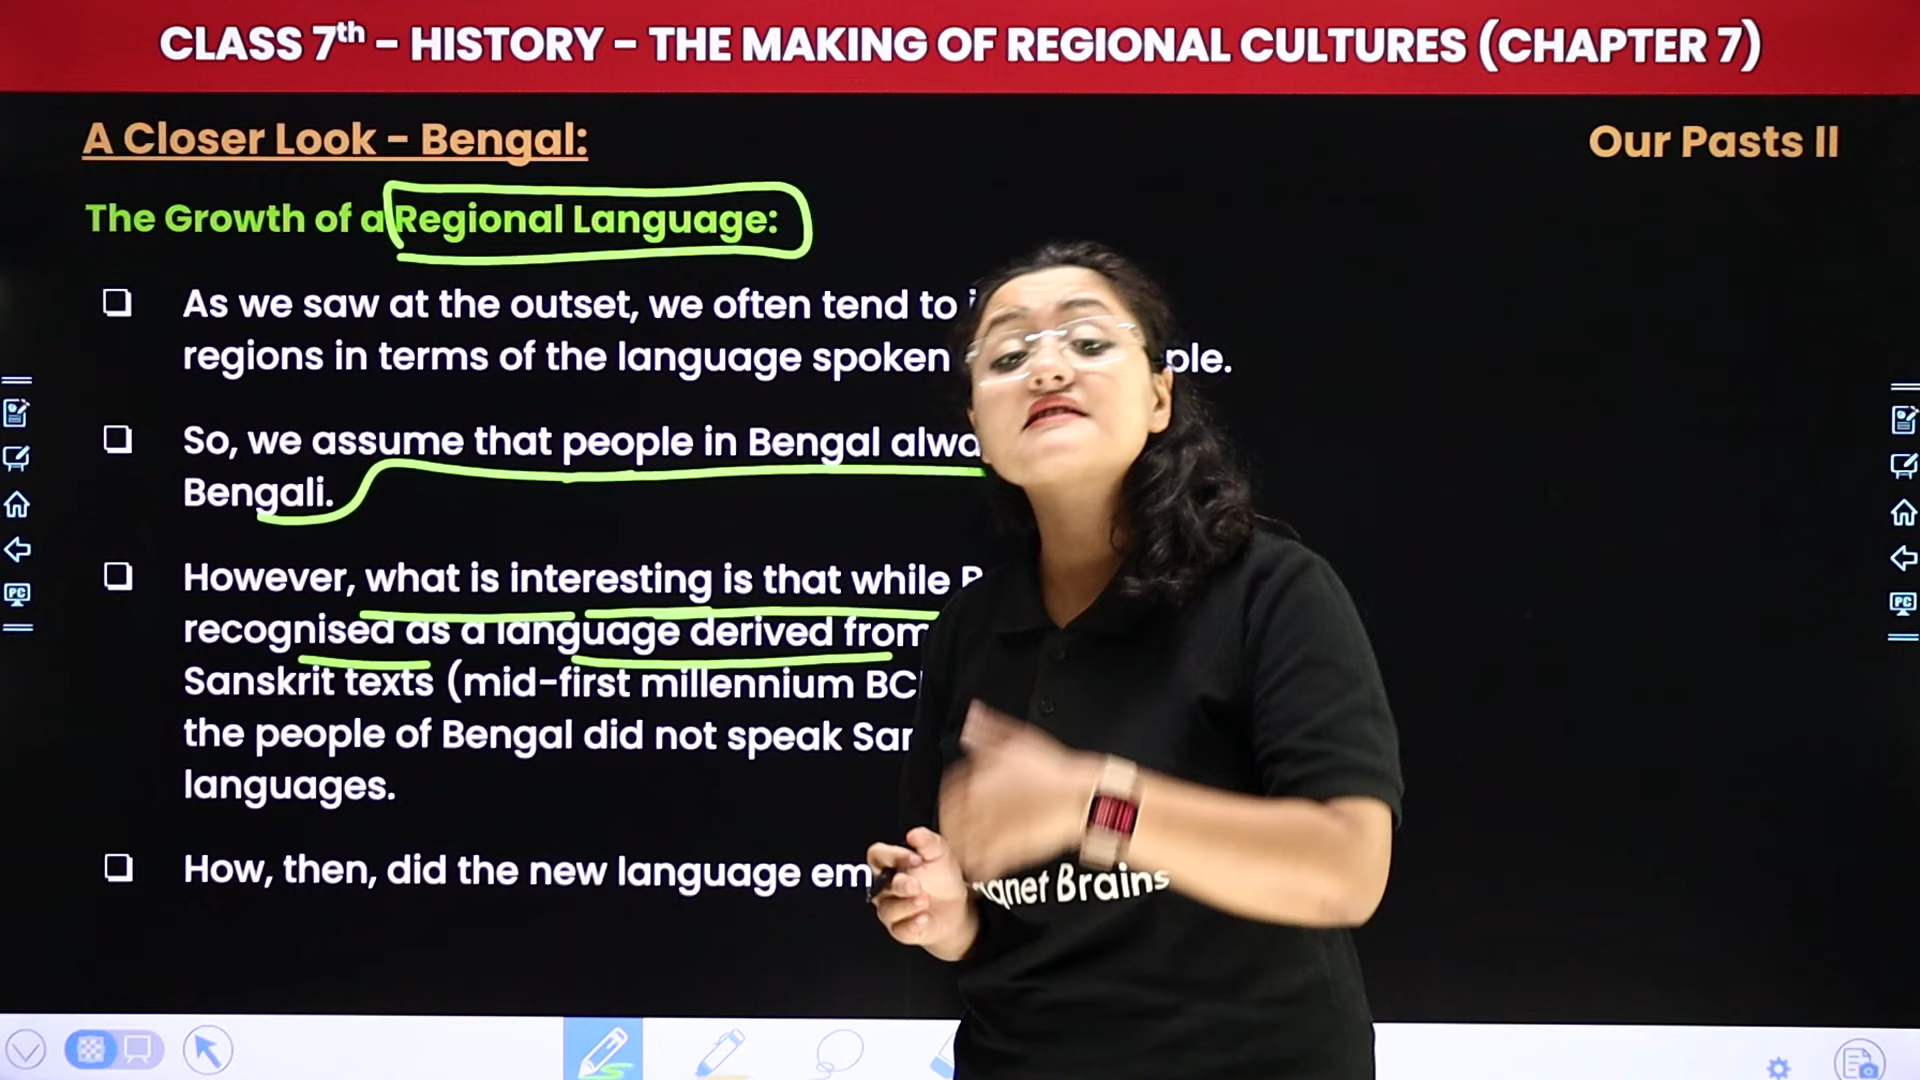 CLASS 7th - HISTORY - THE MAKING OF REGIONAL CULTURES (CHAPTER 7)
A Closer Look - Bengal:
Our Pasts II
The Growth of a Regional Language:
As we saw at the outset, we often tend to
regions in terms of the language spoken
So, we assume that people in Bengal
Bengali.
However, what is interesting is that while
recognised as a language derived from
Sanskrit texts (mid-first millennium
the people of Bengal did not speak
languages.
How, then, did the new language
Brains
PC
PC